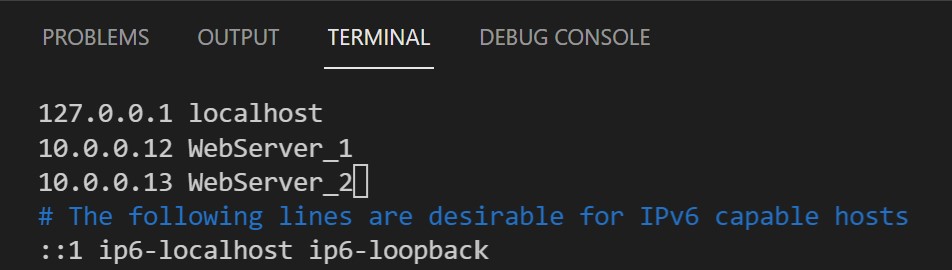 PROBLEMS OUTPUT TERMINAL DEBUG CONSOLE
127.0.0.1 localhost
10.0.0.12 WebServer_1
10.0.0.13 WebServer_2
# The following lines are desirable for IPv6 capable hosts
::1 ip6-localhost ip6-loopback